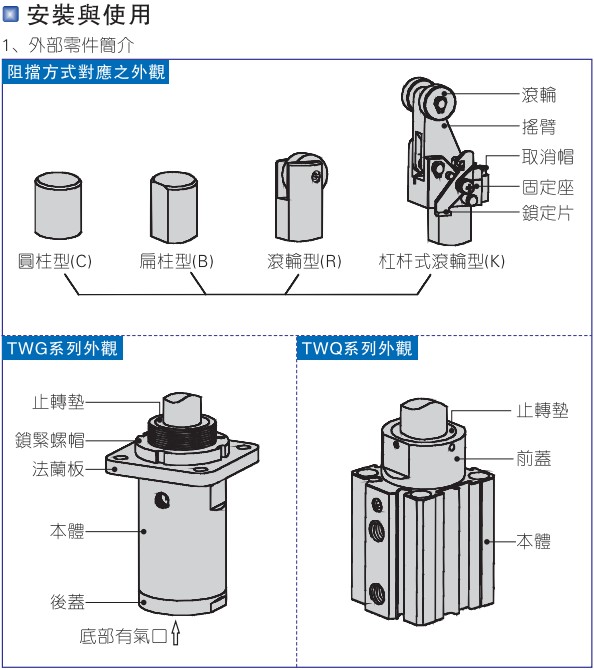 安裝與使用
1、外部零件簡介
阻擋方式對應之外觀
滾輪
搖臂
取消帽
固定座
鎖定片
圓柱型(C)
扁柱型(B)
滾輪型(R)
杠杆式滾輪型(K)
TWG系列外觀
止轉墊
鎖緊螺帽
法蘭板
本體
後蓋
底部有氣口
TWQ系列外觀
止轉墊
前蓋
本體